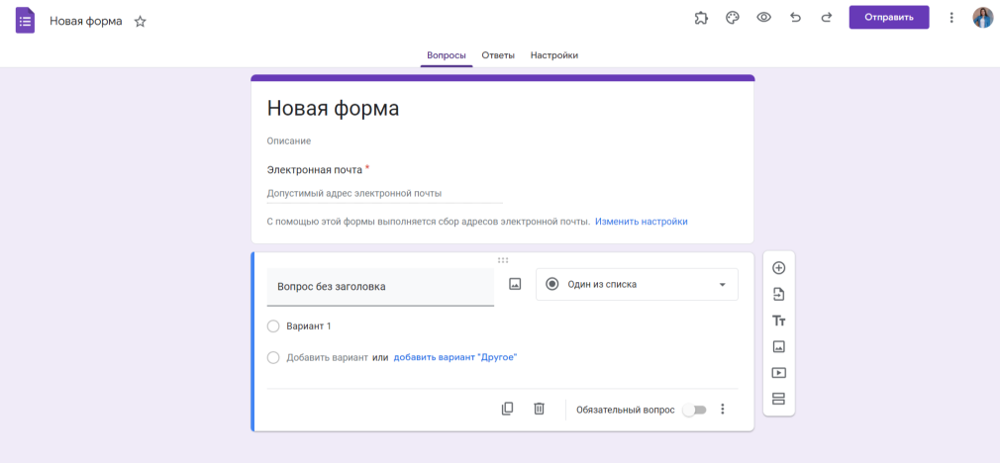 Новая форма
Отправить
Вопросы Ответы Настройки
Новая форма
Описание
Электронная почта *
Допустимый адрес электронной почты
С помощью этой формы выполняется сбор адресов электронной почты. Изменить настройки
Вопрос без заголовка
Один из списка
Вариант 1
Добавить вариант или добавить вариант "Другое"
Обязательный вопрос
Тт